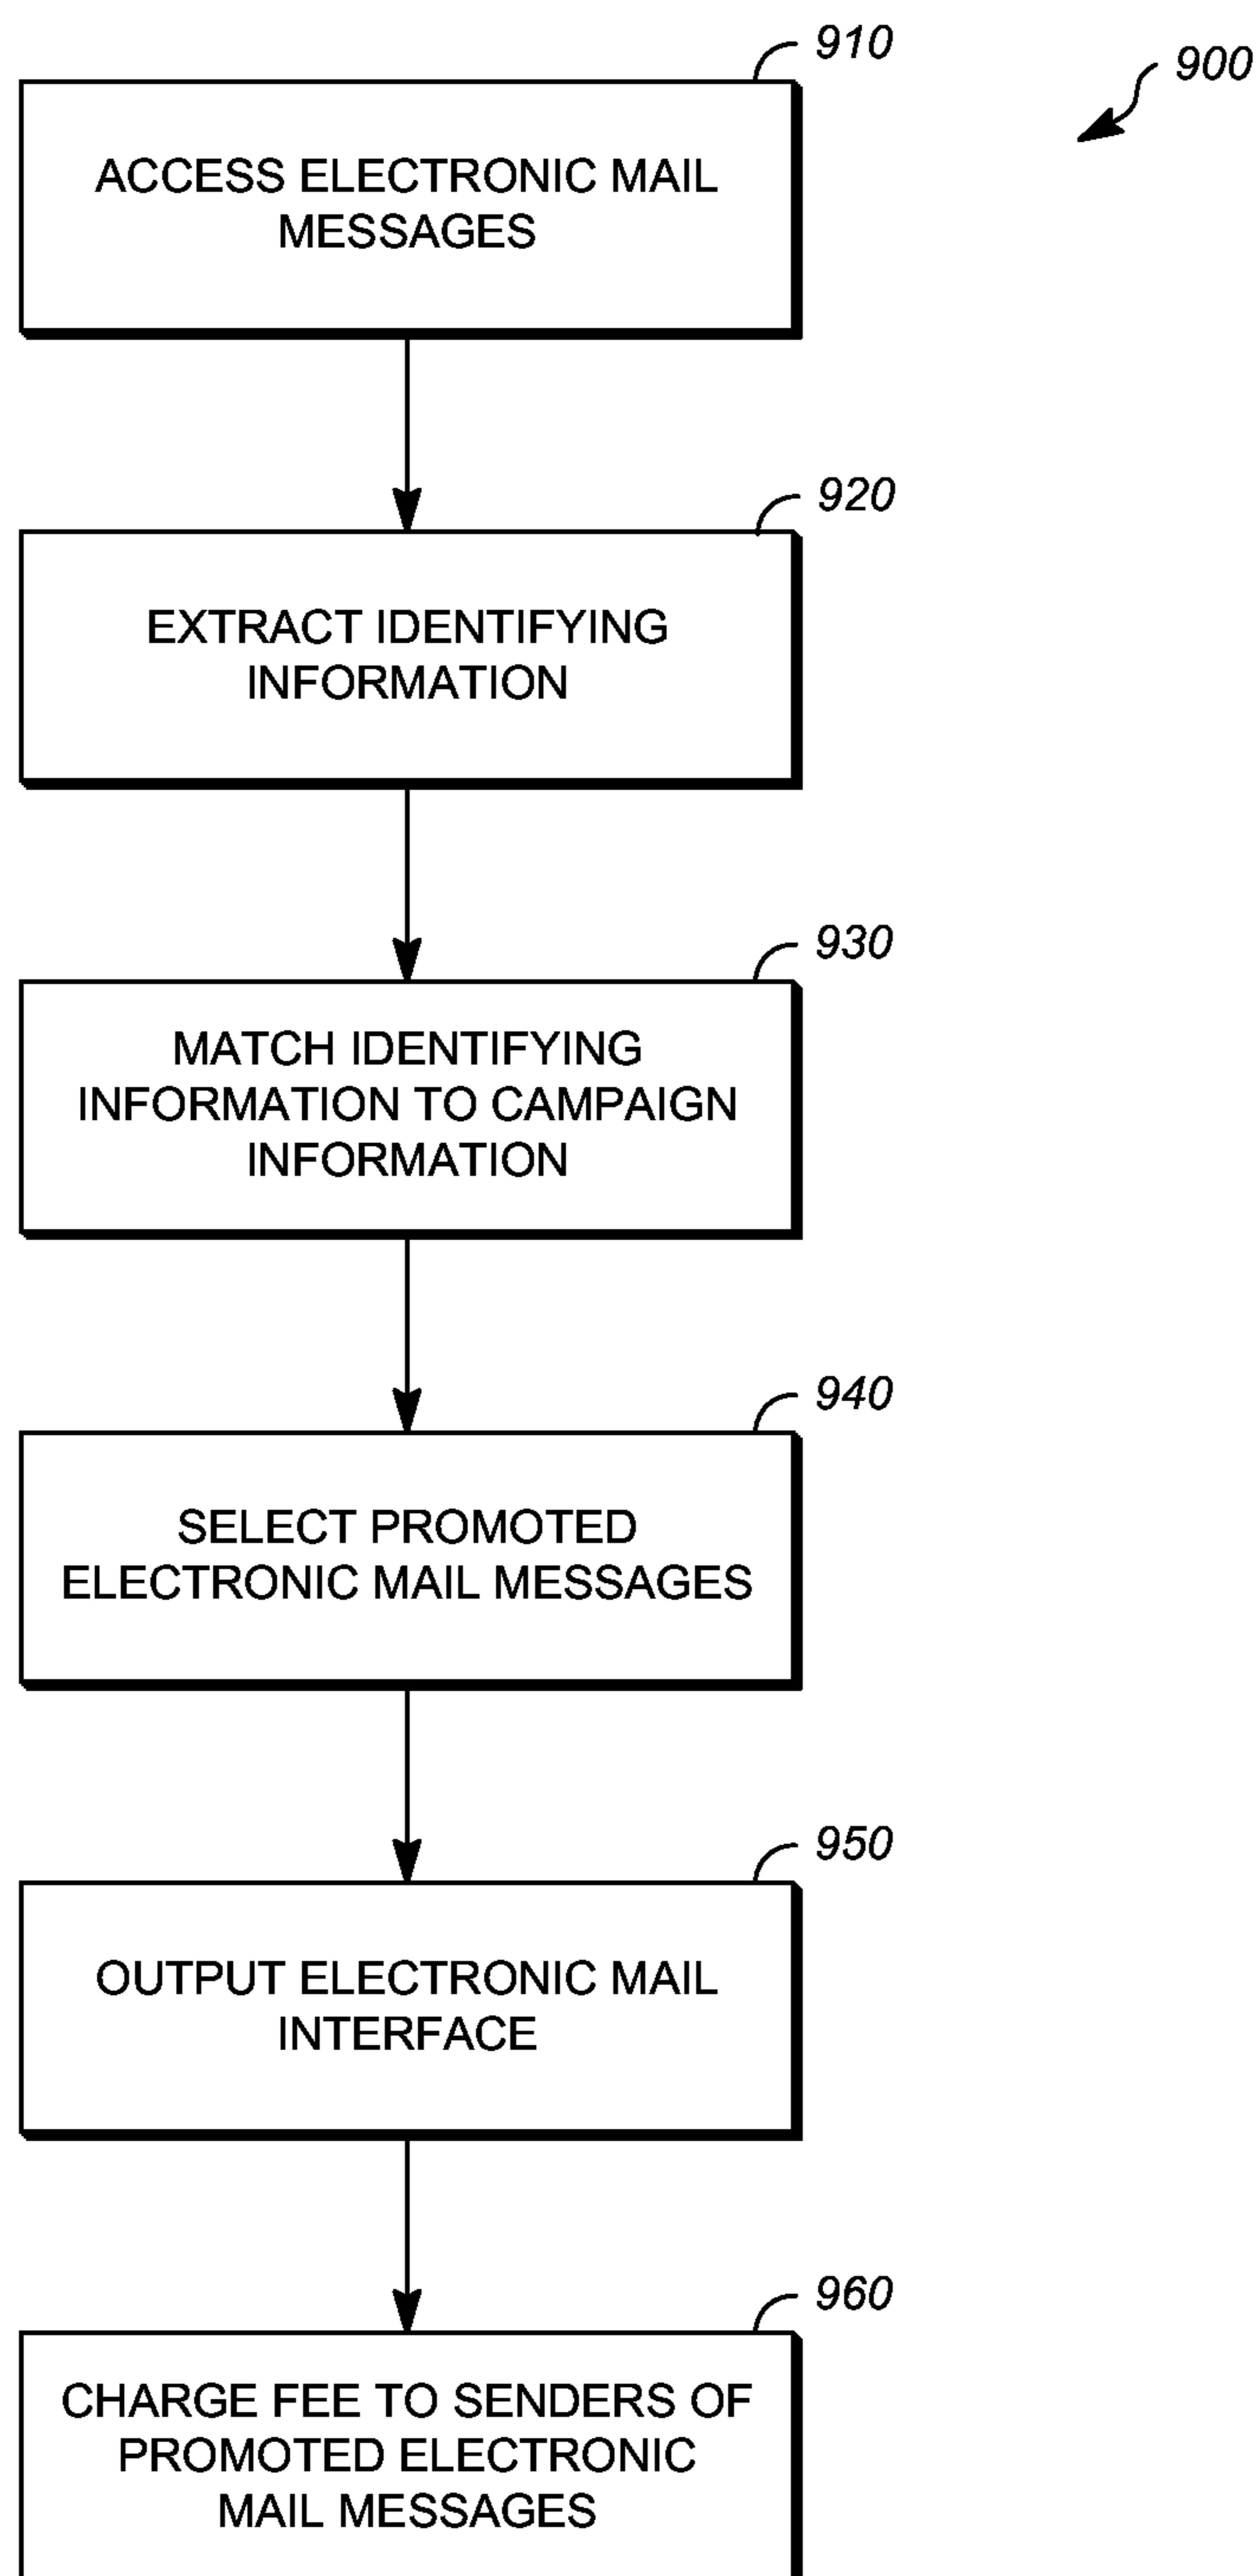 910
900
ACCESS ELECTRONIC MAIL
MESSAGES
920
EXTRACT IDENTIFYING
INFORMATION
930
MATCH IDENTIFYING
INFORMATION TO CAMPAIGN
INFORMATION
940
SELECT PROMOTED
ELECTRONIC MAIL MESSAGES
950
OUTPUT ELECTRONIC MAIL
INTERFACE
960
CHARGE FEE TO SENDERS OF
PROMOTED ELECTRONIC
MAIL MESSAGES